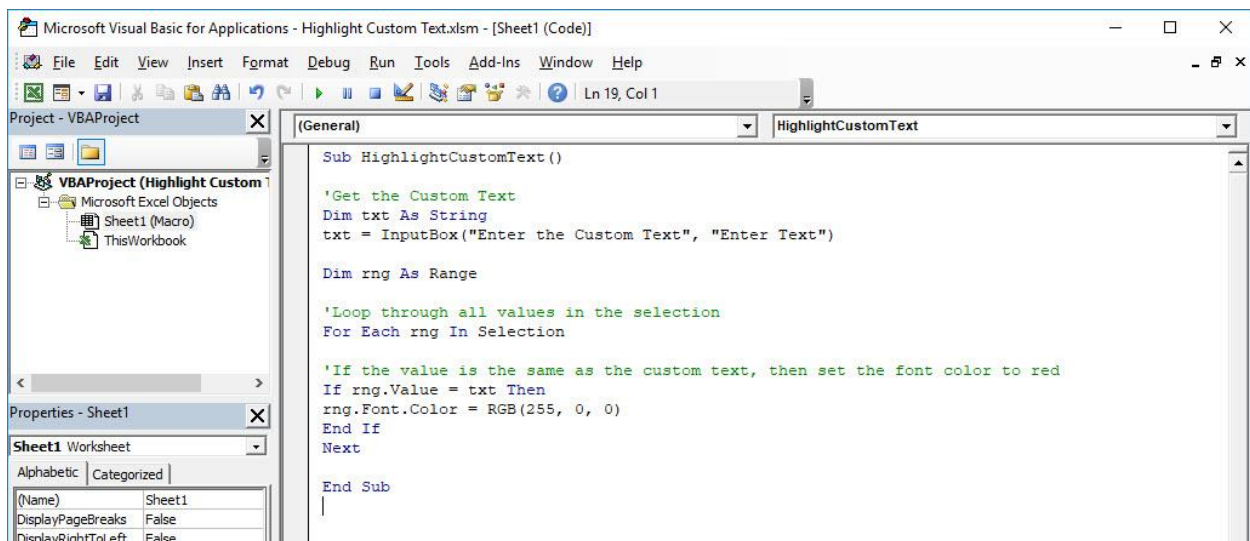 Microsoft Visual Basic for Applications - Highlight Custom Text.xlsm - [Sheet1 (Code)]
File Edit View Insert Format Debug Run Tools Add-Ins Window Help
Ln 19, Col 1
Project - VBAProject
VBAProject (Highlight Custom T
Microsoft Excel Objects
Sheet1 (Macro)
ThisWorkbook
Properties - Sheet1
Sheet1 Worksheet
Alphabetic Categorized
(Name) Sheet1
DisplayPageBreaks False
DisplayRightToLeft False
(General) HighlightCustomText
Sub HighlightCustomText()
'Get the Custom Text
Dim txt As String
txt = InputBox("Enter the Custom Text", "Enter Text")
Dim rng As Range
'Loop through all values in the selection
For Each rng In Selection
'If the value is the same as the custom text, then set the font color to red
If rng.Value = txt Then
rng.Font.Color = RGB(255, 0, 0)
End If
Next
End Sub